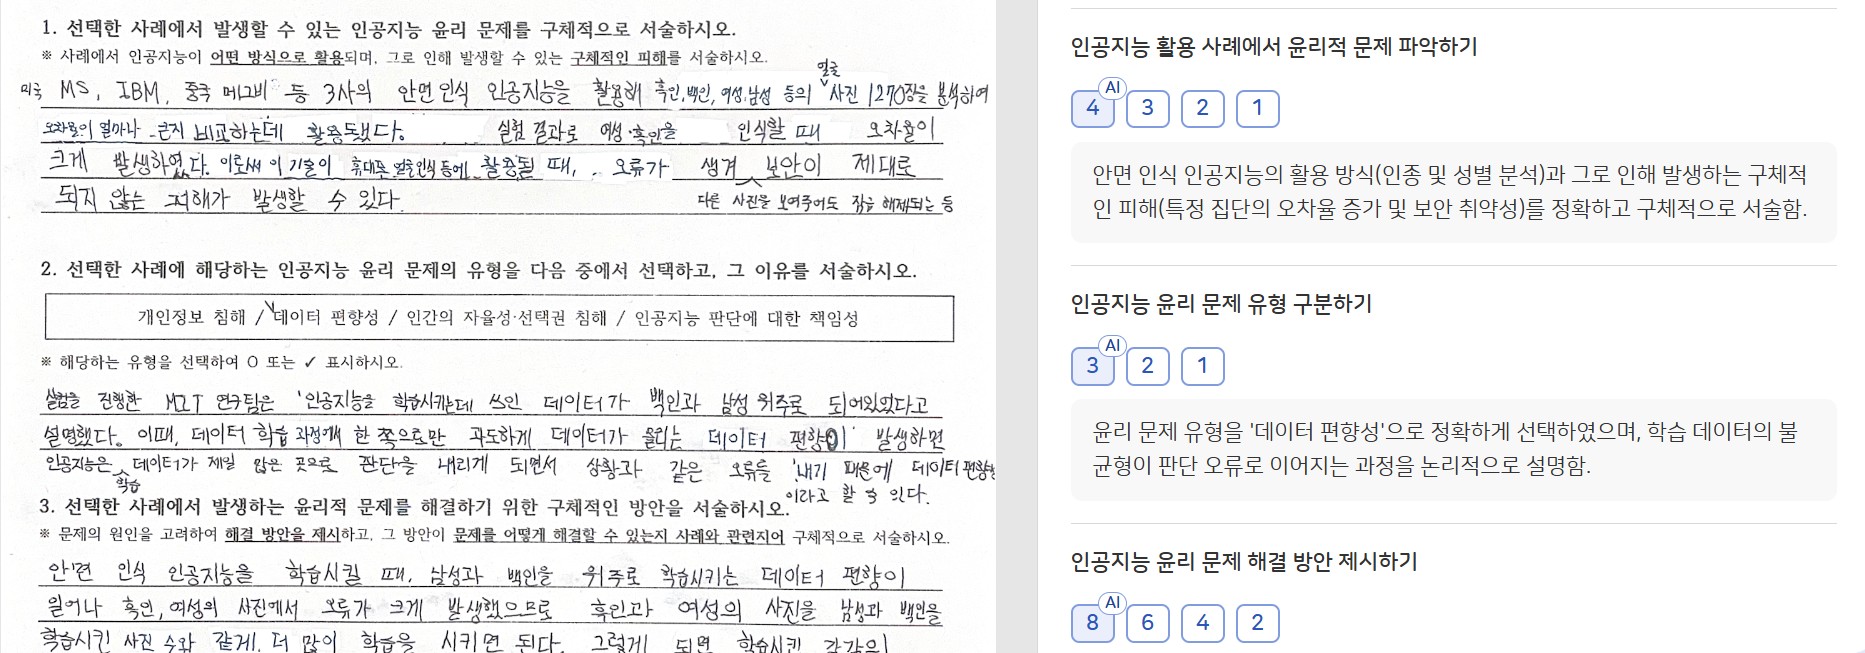 1. 선택한 사례에서 발생할 수 있는 인공지능 윤리 문제를 구체적으로 서술하시오.
※ 사례에서 인공지능이 어떤 방식으로 활용되며, 그로 인해 발생할 수 있는 구체적인 피해를 서술하시오.
얼굴
미국 MS, IBM, 중국 메그비 등 3사의 안면인식 인공지능을 활용해 흑인, 백인, 여성, 남성 등의 사진 1270장을 분석하여
오차율이 얼마나 큰지 비교하는데 활용됐다. 실험 결과로 여성·흑인을 인식할 때 오차율이
크게 발생하였다. 이로써 이 기술이 휴대폰 얼굴인식 등에 활용될 때, 오류가 생겨 보안이 제대로
되지 않는 피해가 발생할 수 있다. 다른 사진을 보여주어도 잠금 해제되는 등
2. 선택한 사례에 해당하는 인공지능 윤리 문제의 유형을 다음 중에서 선택하고, 그 이유를 서술하시오.
개인정보 침해 / 데이터 편향성 / 인간의 자율성·선택권 침해 / 인공지능 판단에 대한 책임성
※ 해당하는 유형을 선택하여 O 또는 ✓ 표시하시오.
실험을 진행한 MIT 연구팀은 '인공지능을 학습시키는데 쓰인 데이터가 백인과 남성 위주로 되어있었다고
설명했다. 이때, 데이터 학습 과정에서 한 쪽으로만 과도하게 데이터가 몰리는 데이터 편향이 발생하면
인공지능은 데이터가 제일 많은 곳으로 판단을 내리게 되면서 상황과 같은 오류들 내기 때문에 데이터 편향성
학습
이라고 할 수 있다.
3. 선택한 사례에서 발생하는 윤리적 문제를 해결하기 위한 구체적인 방안을 서술하시오.
※ 문제의 원인을 고려하여 해결 방안을 제시하고, 그 방안이 문제를 어떻게 해결할 수 있는지 사례와 관련지어 구체적으로 서술하시오.
안면 인식 인공지능을 학습시킬 때, 남성과 백인을 위주로 학습시키는 데이터 편향이
일어나 흑인, 여성의 사진에서 오류가 크게 발생했으므로 흑인과 여성의 사진을 남성과 백인을
학습시킨 사진 수와 같게, 더 많이 학습을 시키면 된다. 그렇게 되면 학습시킨 각각의
인공지능 활용 사례에서 윤리적 문제 파악하기
AI
4 3 2 1
안면 인식 인공지능의 활용 방식(인종 및 성별 분석)과 그로 인해 발생하는 구체적
인 피해(특정 집단의 오차율 증가 및 보안 취약성)를 정확하고 구체적으로 서술함.
인공지능 윤리 문제 유형 구분하기
AI
3 2 1
윤리 문제 유형을 '데이터 편향성'으로 정확하게 선택하였으며, 학습 데이터의 불
균형이 판단 오류로 이어지는 과정을 논리적으로 설명함.
인공지능 윤리 문제 해결 방안 제시하기
AI
8 6 4 2